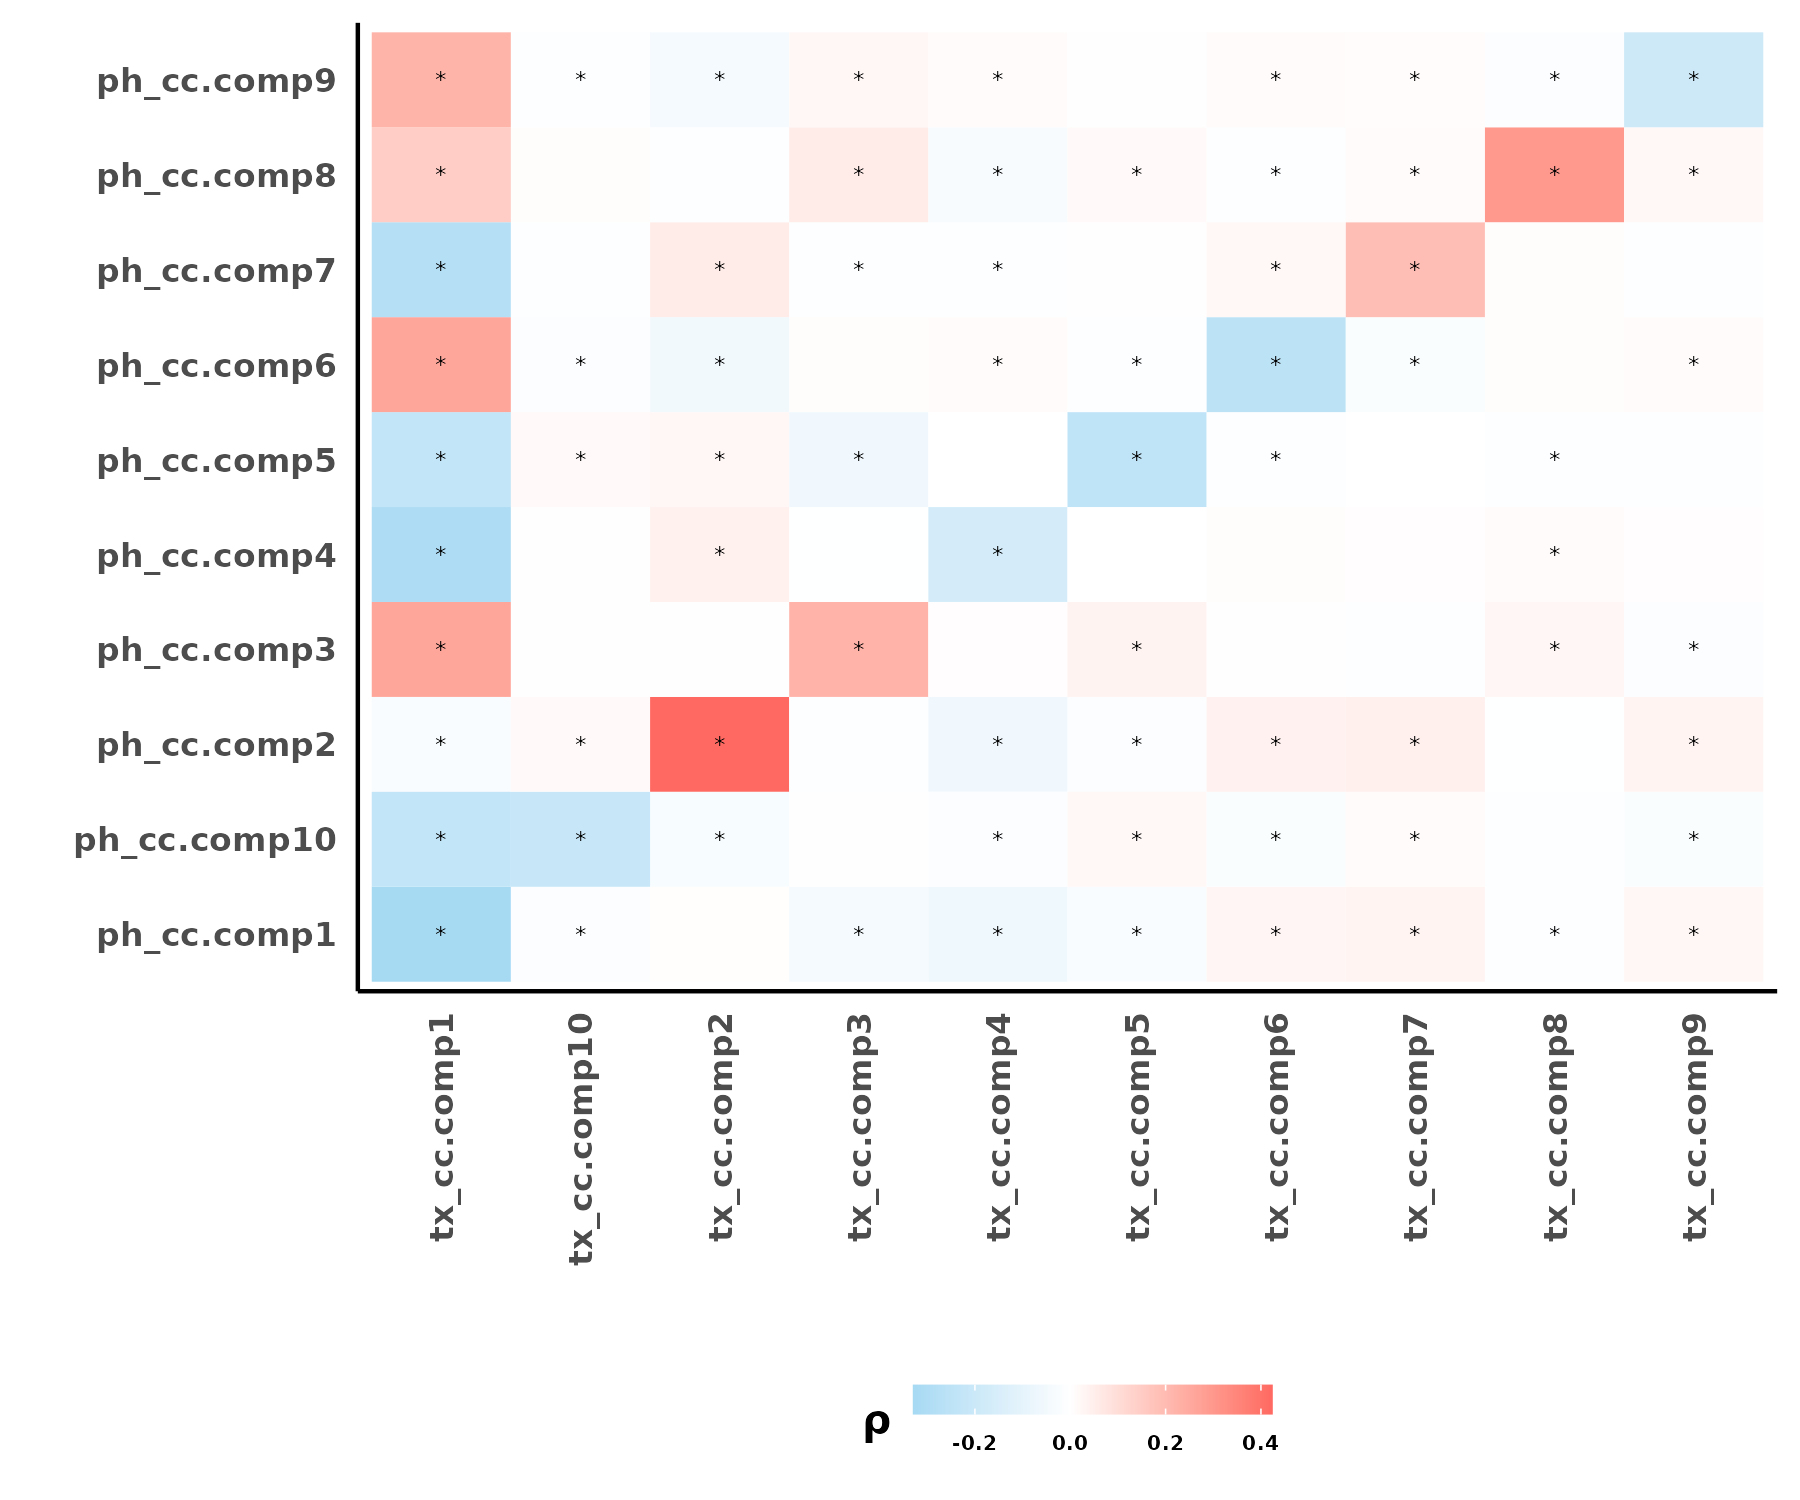 ph_cc.comp9 * * * * * * * * *
ph_cc.comp8 * * * * * * * *
ph_cc.comp7 * * * * * *
ph_cc.comp6 * * * * * * * *
ph_cc.comp5 * * * * * * *
ph_cc.comp4 * * * *
ph_cc.comp3 * * * * *
ph_cc.comp2 * * * * * * * *
ph_cc.comp10 * * * * * * * *
ph_cc.comp1 * * * * * * * * *
tx_cc.comp1
tx_cc.comp10
tx_cc.comp2
tx_cc.comp3
tx_cc.comp4
tx_cc.comp5
tx_cc.comp6
tx_cc.comp7
tx_cc.comp8
tx_cc.comp9
ρ
-0.2 0.0 0.2 0.4